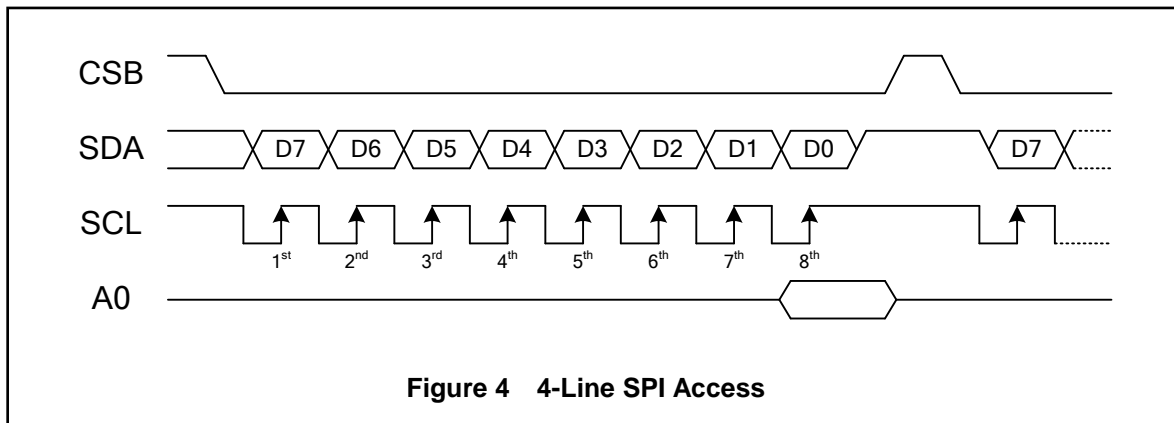 CSB
SDA D7 D6 D5 D4 D3 D2 D1 D0 D7
SCL
1st 2nd 3rd 4th 5th 6th 7th 8th
A0
Figure 4 4-Line SPI Access